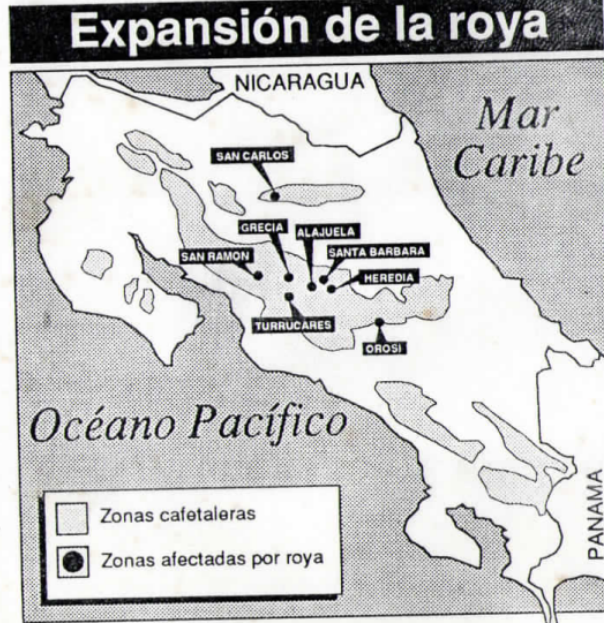 Expansión de la roya
NICARAGUA
Mar
Caribe
SAN CARLOS
GRECIA
ALAJUELA
SAN RAMON
SANTA BARBARA
HEREDIA
TURRUCARES
OROSI
Océano Pacífico
Zonas cafetaleras
Zonas afectadas por roya
PANAMA